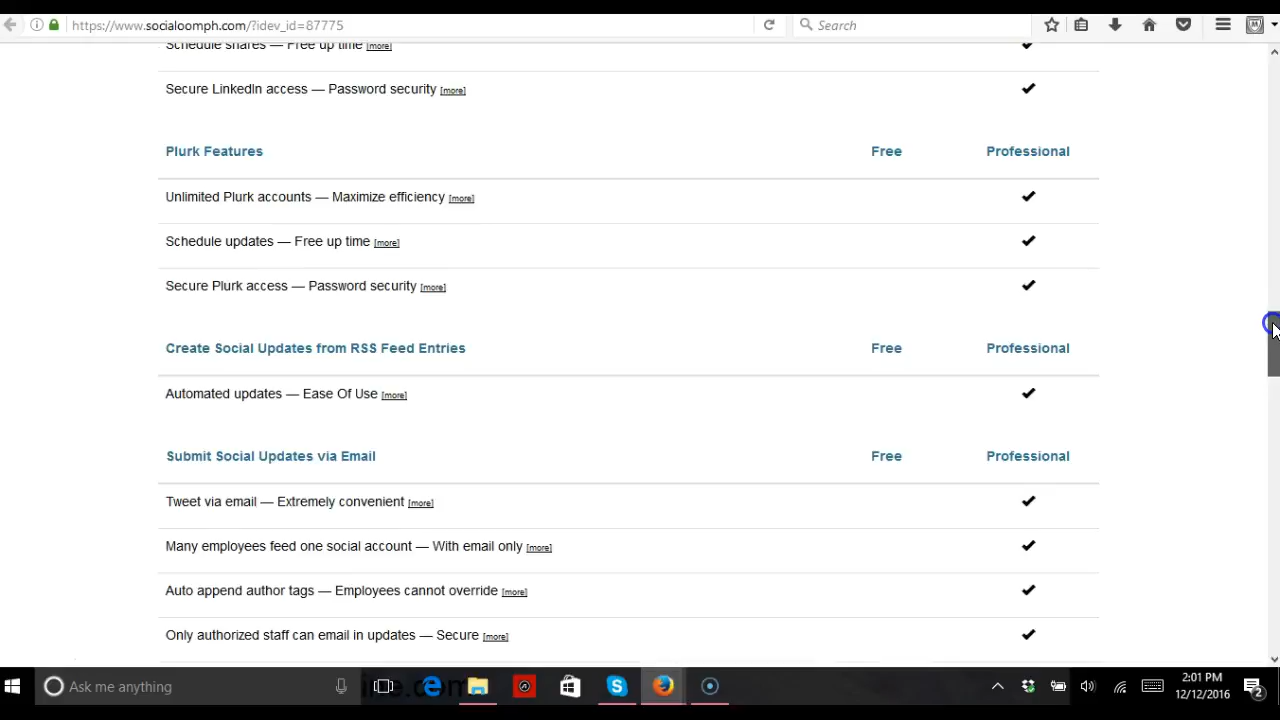 https://www.socialoomph.com/?idev_id=87775
Search
Schedule shares — Free up time [more]
Secure LinkedIn access — Password security [more]
Plurk Features Free Professional
Unlimited Plurk accounts — Maximize efficiency [more]
Schedule updates — Free up time [more]
Secure Plurk access — Password security [more]
Create Social Updates from RSS Feed Entries Free Professional
Automated updates — Ease Of Use [more]
Submit Social Updates via Email Free Professional
Tweet via email — Extremely convenient [more]
Many employees feed one social account — With email only [more]
Auto append author tags — Employees cannot override [more]
Only authorized staff can email in updates — Secure [more]
Ask me anything
2:01 PM
12/12/2016
2